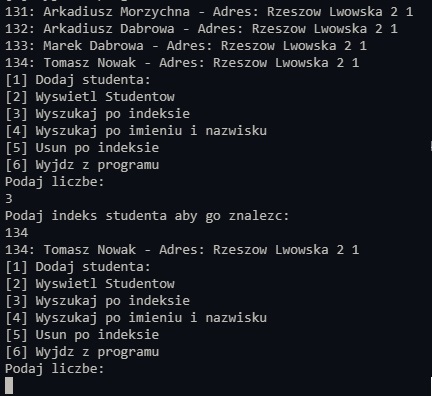 131: Arkadiusz Morzychna - Adres: Rzeszow Lwowska 2 1
132: Arkadiusz Dabrowa - Adres: Rzeszow Lwowska 2 1
133: Marek Dabrowa - Adres: Rzeszow Lwowska 2 1
134: Tomasz Nowak - Adres: Rzeszow Lwowska 2 1
[1] Dodaj studenta:
[2] Wyswietl Studentow
[3] Wyszukaj po indeksie
[4] Wyszukaj po imieniu i nazwisku
[5] Usun po indeksie
[6] Wyjdz z programu
Podaj liczbe:
3
Podaj indeks studenta aby go znalezc:
134
134: Tomasz Nowak - Adres: Rzeszow Lwowska 2 1
[1] Dodaj studenta:
[2] Wyswietl Studentow
[3] Wyszukaj po indeksie
[4] Wyszukaj po imieniu i nazwisku
[5] Usun po indeksie
[6] Wyjdz z programu
Podaj liczbe: